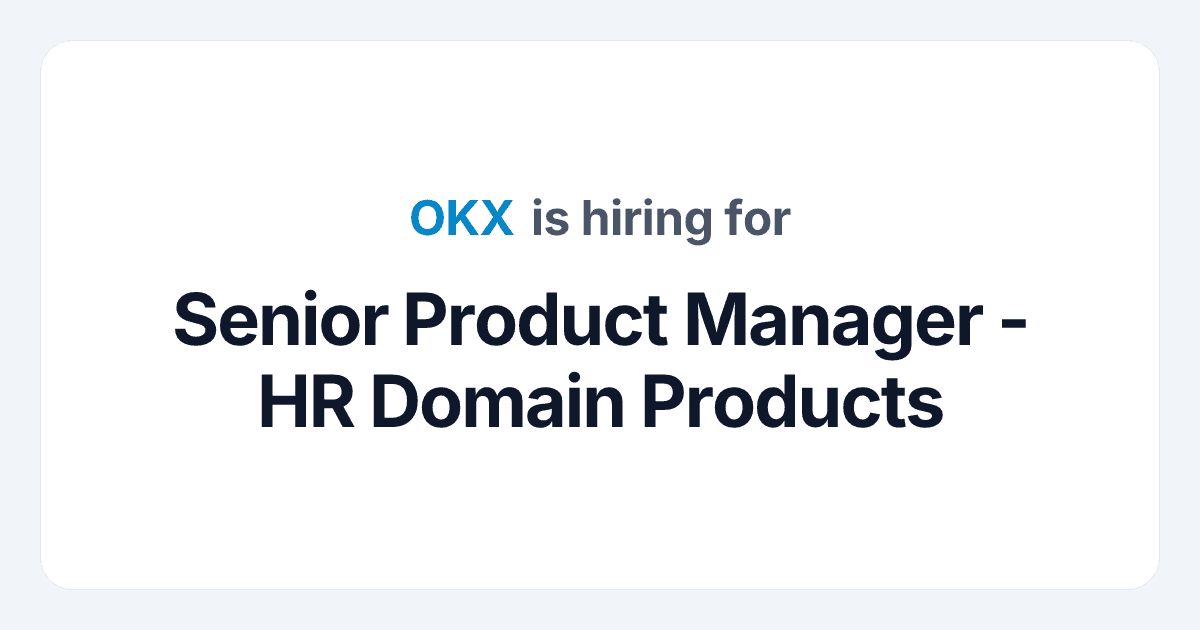 OKX is hiring for
Senior Product Manager -
HR Domain Products